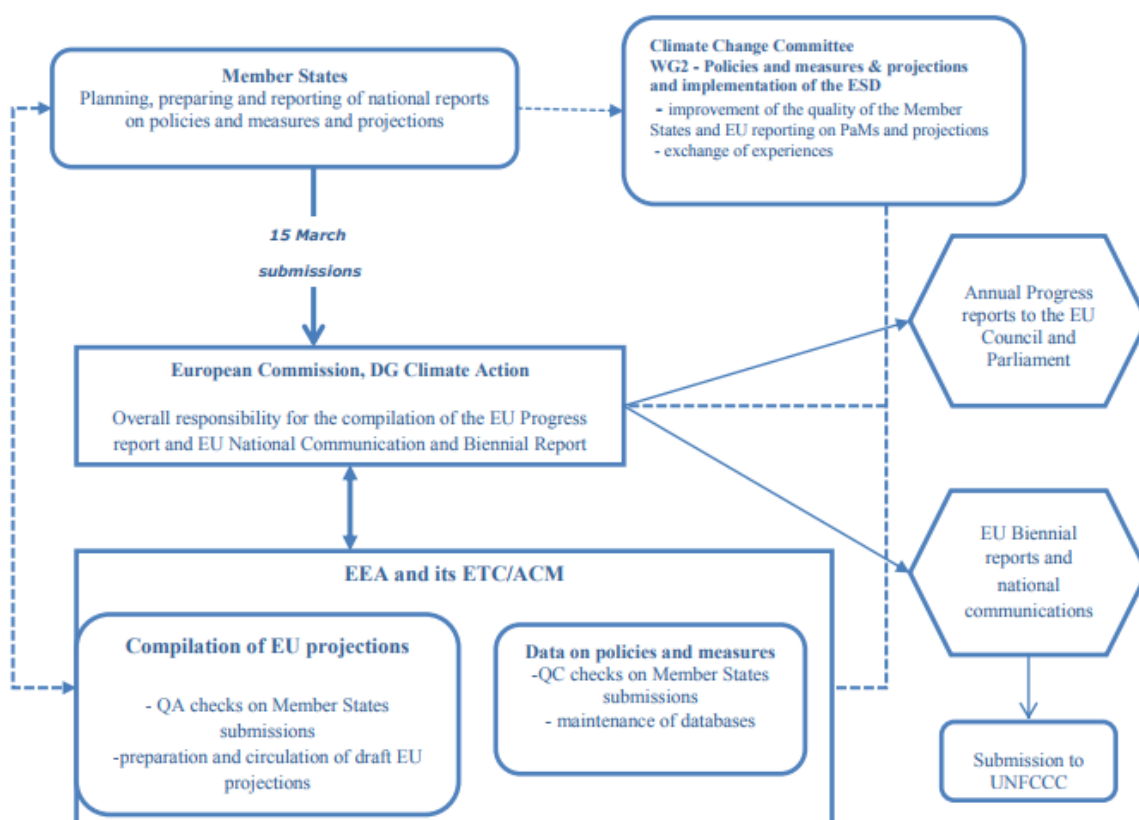 Member States
Planning, preparing and reporting of national reports
on policies and measures and projections
Climate Change Committee
WG2 - Policies and measures & projections
and implementation of the ESD
- improvement of the quality of the Member
States and EU reporting on PaMs and projections
- exchange of experiences
15 March
submissions
Annual Progress
reports to the EU
Council and
Parliament
European Commission, DG Climate Action
Overall responsibility for the compilation of the EU Progress
report and EU National Communication and Biennial Report
EU Biennial
reports and
national
communications
EEA and its ETC/ACM
Compilation of EU projections
- QA checks on Member States
submissions
-preparation and circulation of draft EU
projections
Data on policies and measures
-QC checks on Member States
submissions
- maintenance of databases
Submission to
UNFCCC